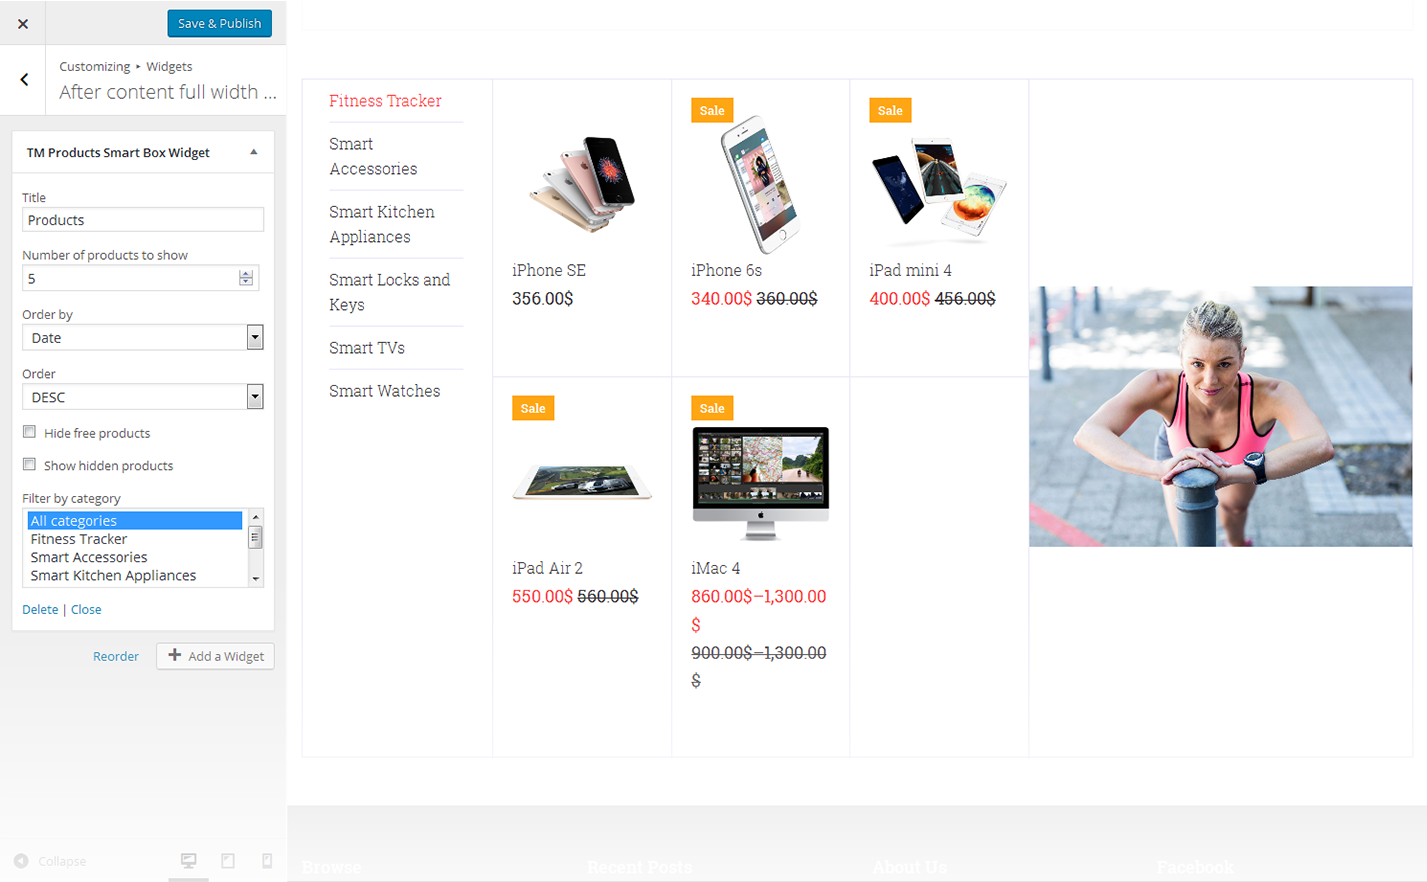 Save & Publish
Customizing ▸ Widgets
After content full width ...
TM Products Smart Box Widget
Title
Products
Number of products to show
5
Order by
Date
Order
DESC
Hide free products
Show hidden products
Filter by category
All categories
Fitness Tracker
Smart Accessories
Smart Kitchen Appliances
Delete | Close
Reorder
Add a Widget
Collapse
Fitness Tracker
Smart
Accessories
Smart Kitchen
Appliances
Smart Locks and
Keys
Smart TVs
Smart Watches
iPhone SE
356.00$
Sale
iPhone 6s
340.00$ 360.00$
Sale
iPad mini 4
400.00$ 456.00$
Sale
iPad Air 2
550.00$ 560.00$
Sale
iMac 4
860.00$–1,300.00
$
900.00$–1,300.00
$
Browse
Recent Posts
About Us
Facebook